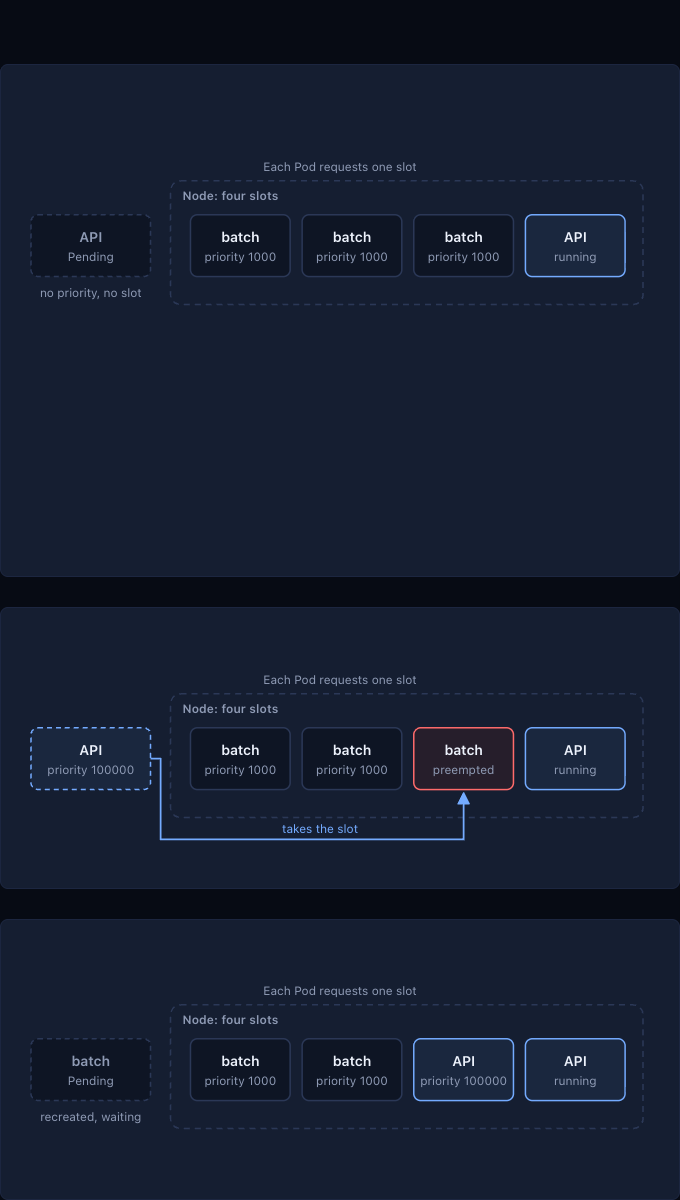 Each Pod requests one slot
Node: four slots
API
Pending
no priority, no slot
batch
priority 1000
batch
priority 1000
batch
priority 1000
API
running
Each Pod requests one slot
Node: four slots
API
priority 100000
batch
priority 1000
batch
priority 1000
batch
preempted
API
running
takes the slot
Each Pod requests one slot
Node: four slots
batch
Pending
recreated, waiting
batch
priority 1000
batch
priority 1000
API
priority 100000
API
running